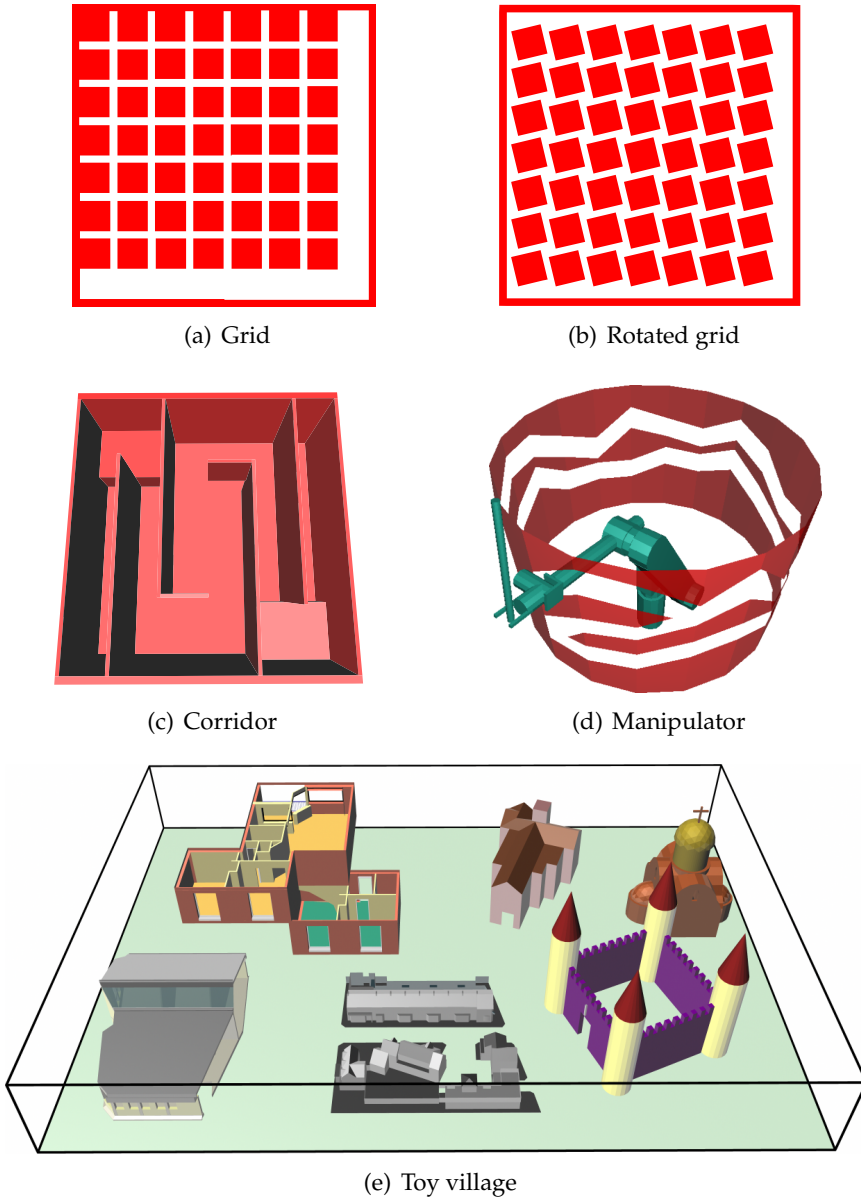 (a) Grid
(b) Rotated grid
(c) Corridor
(d) Manipulator
(e) Toy village